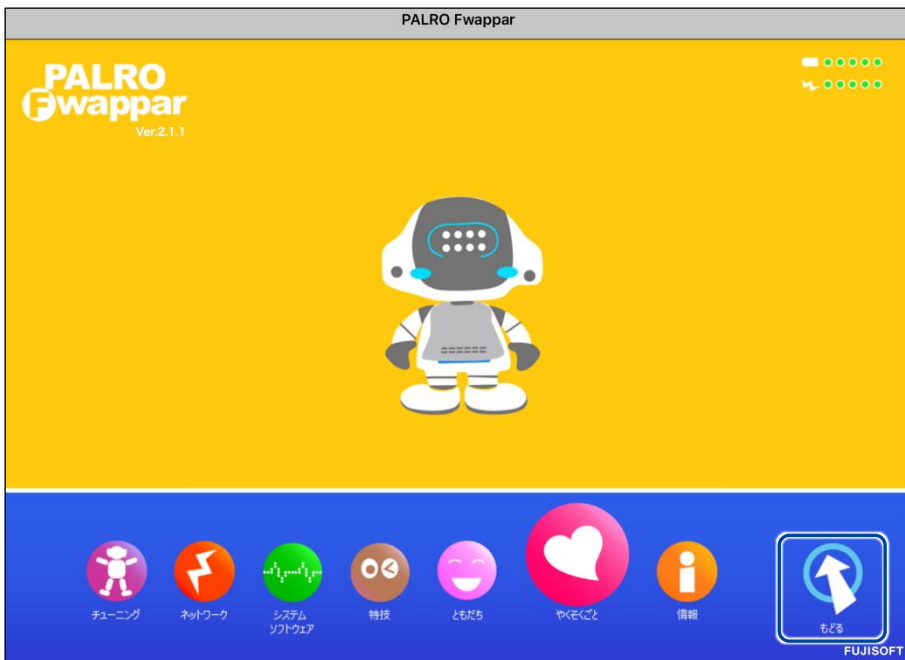 PALRO Fwappar
PALRO
Fwappar
Ver.2.1.1
チューニング
ネットワーク
システム
ソフトウェア
特技
ともだち
やくそくごと
情報
もどる
FUJISOFT